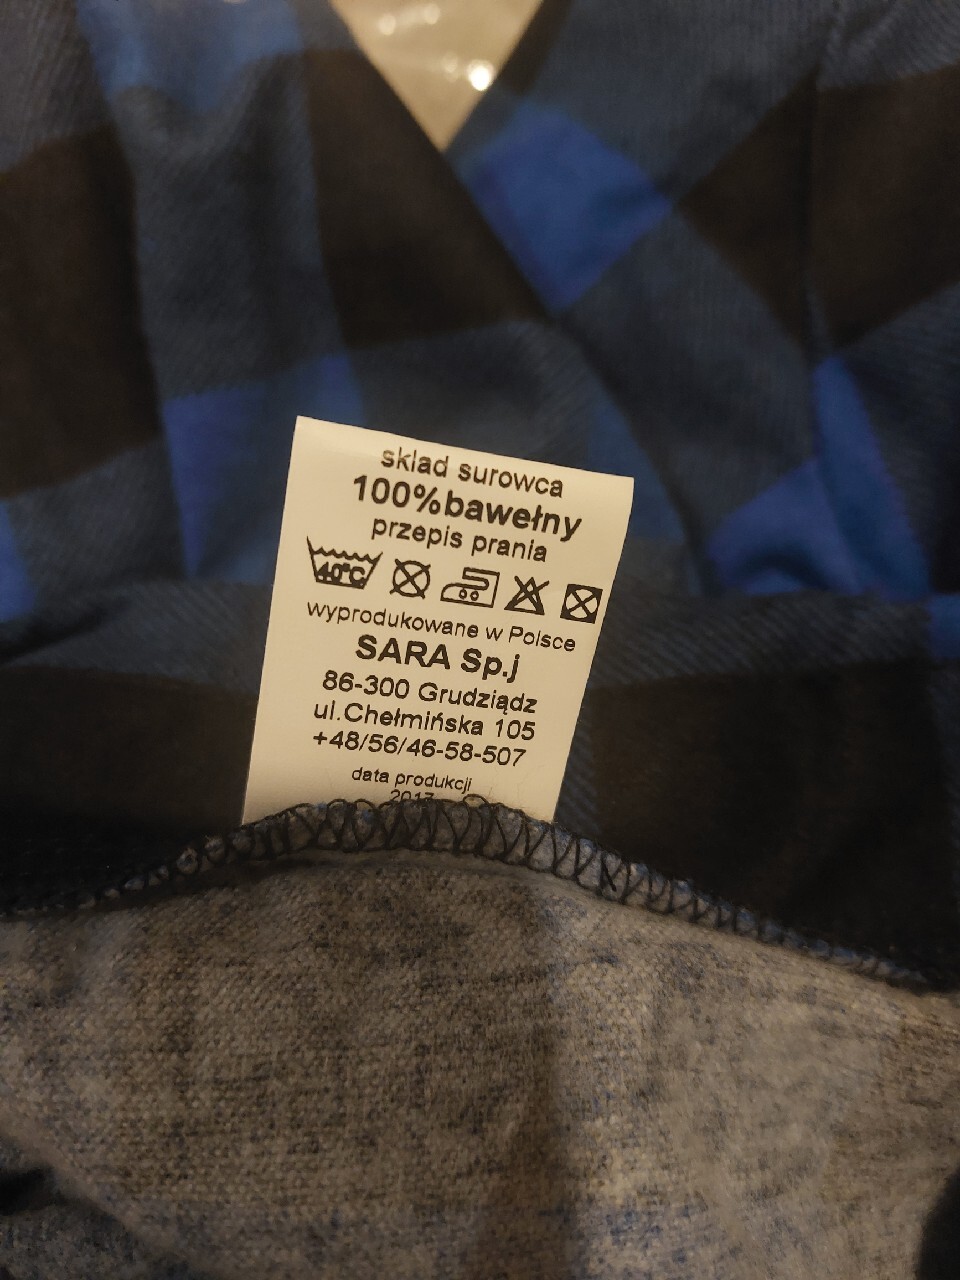 skład surowca
100%bawełny
przepis prania
40°C
wyprodukowane w Polsce
SARA Sp.j
86-300 Grudziądz
ul.Chełmińska 105
+48/56/46-58-507
data produkcji
2017